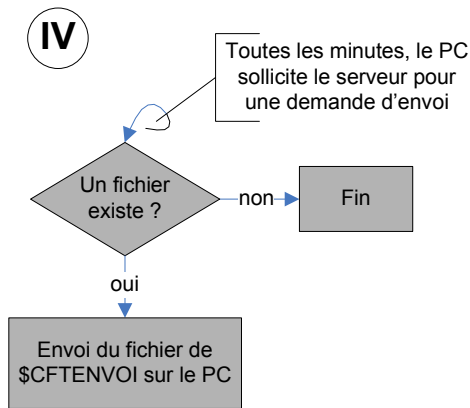 IV
Toutes les minutes, le PC
sollicite le serveur pour
une demande d'envoi
Un fichier
existe ?
non
Fin
oui
Envoi du fichier de
$CFTENVOI sur le PC